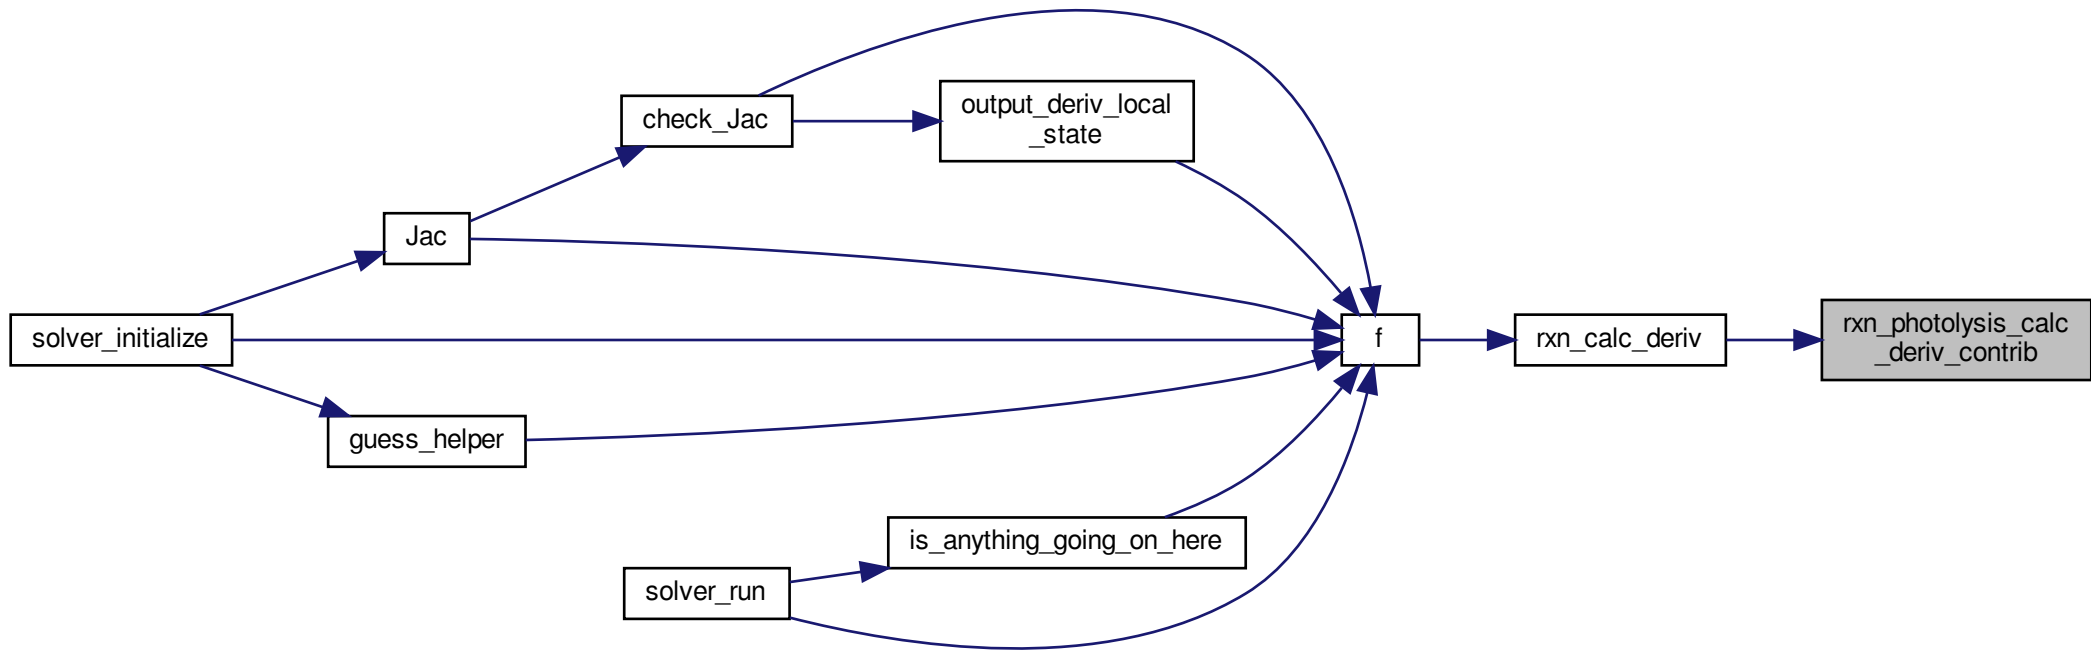 check_Jac
output_deriv_local
_state
Jac
solver_initialize
guess_helper
f
rxn_calc_deriv
rxn_photolysis_calc
_deriv_contrib
is_anything_going_on_here
solver_run